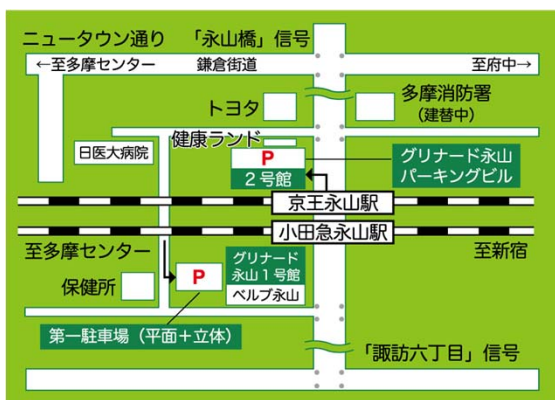 ニュータウン通り
「永山橋」信号
←至多摩センター
鎌倉街道
至府中→
トヨタ
多摩消防署
(建替中)
健康ランド
日医大病院
P
2号館
グリナード永山
パーキングビル
京王永山駅
小田急永山駅
至多摩センター
至新宿
グリナード
永山1号館
ベルブ永山
保健所
P
第一駐車場(平面+立体)
「諏訪六丁目」信号